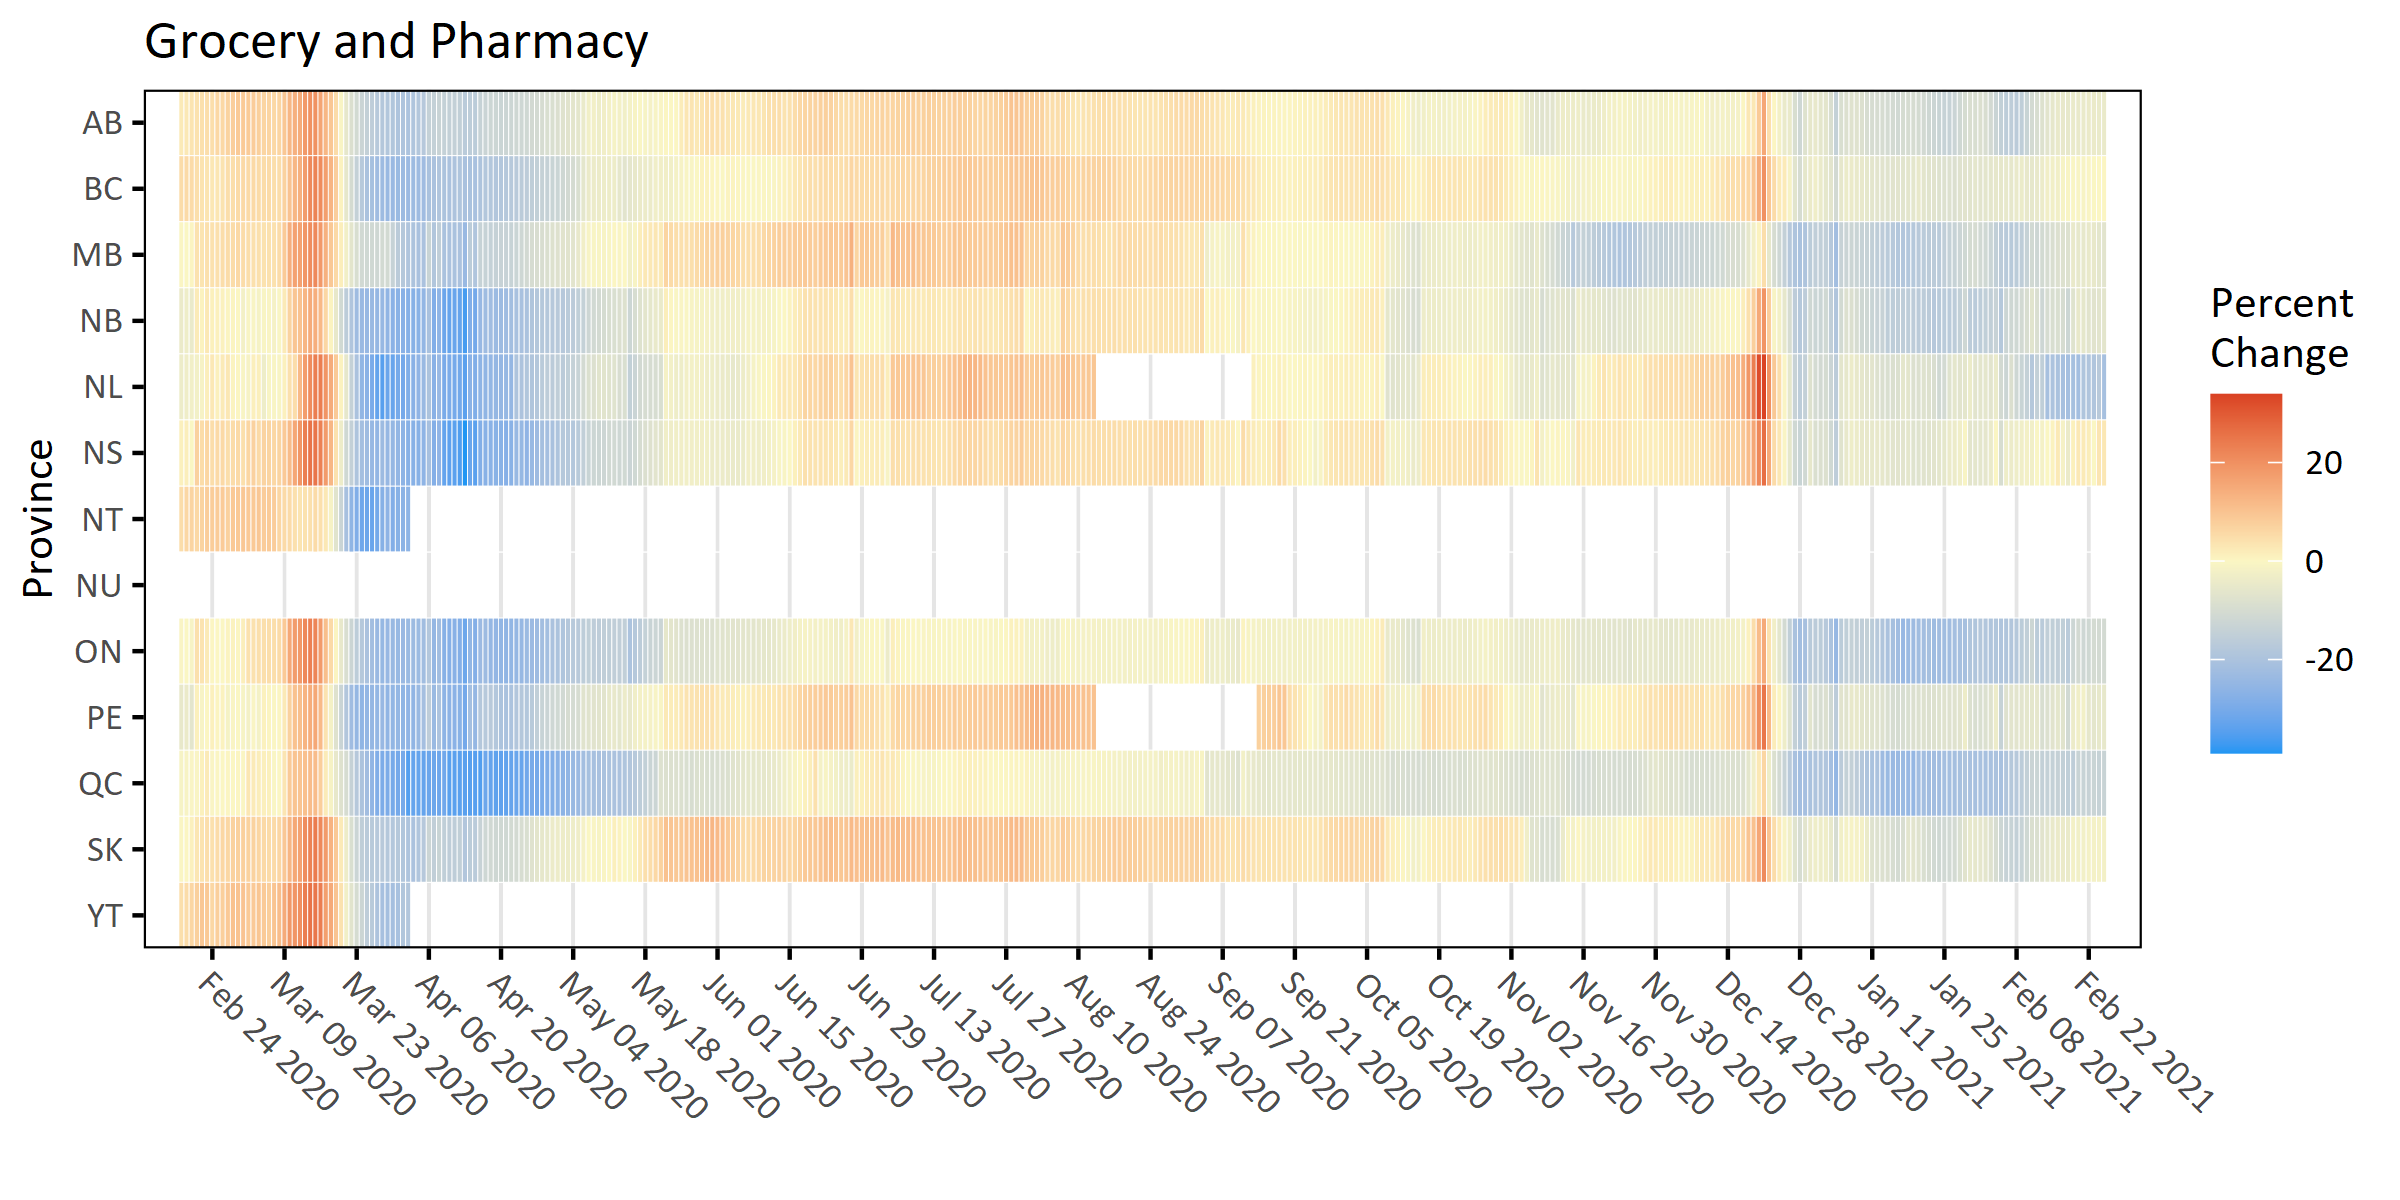 Grocery and Pharmacy
Province
AB
BC
MB
NB
NL
NS
NT
NU
ON
PE
QC
SK
YT
Feb 24 2020
Mar 09 2020
Mar 23 2020
Apr 06 2020
Apr 20 2020
May 04 2020
May 18 2020
Jun 01 2020
Jun 15 2020
Jun 29 2020
Jul 13 2020
Jul 27 2020
Aug 10 2020
Aug 24 2020
Sep 07 2020
Sep 21 2020
Oct 05 2020
Oct 19 2020
Nov 02 2020
Nov 16 2020
Nov 30 2020
Dec 14 2020
Dec 28 2020
Jan 11 2021
Jan 25 2021
Feb 08 2021
Feb 22 2021
Percent
Change
20
0
-20